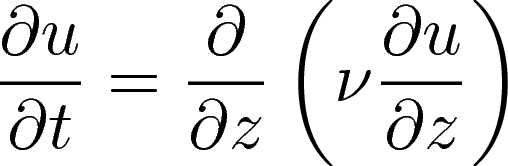 ∂u/∂t = ∂/∂z (ν ∂u/∂z)